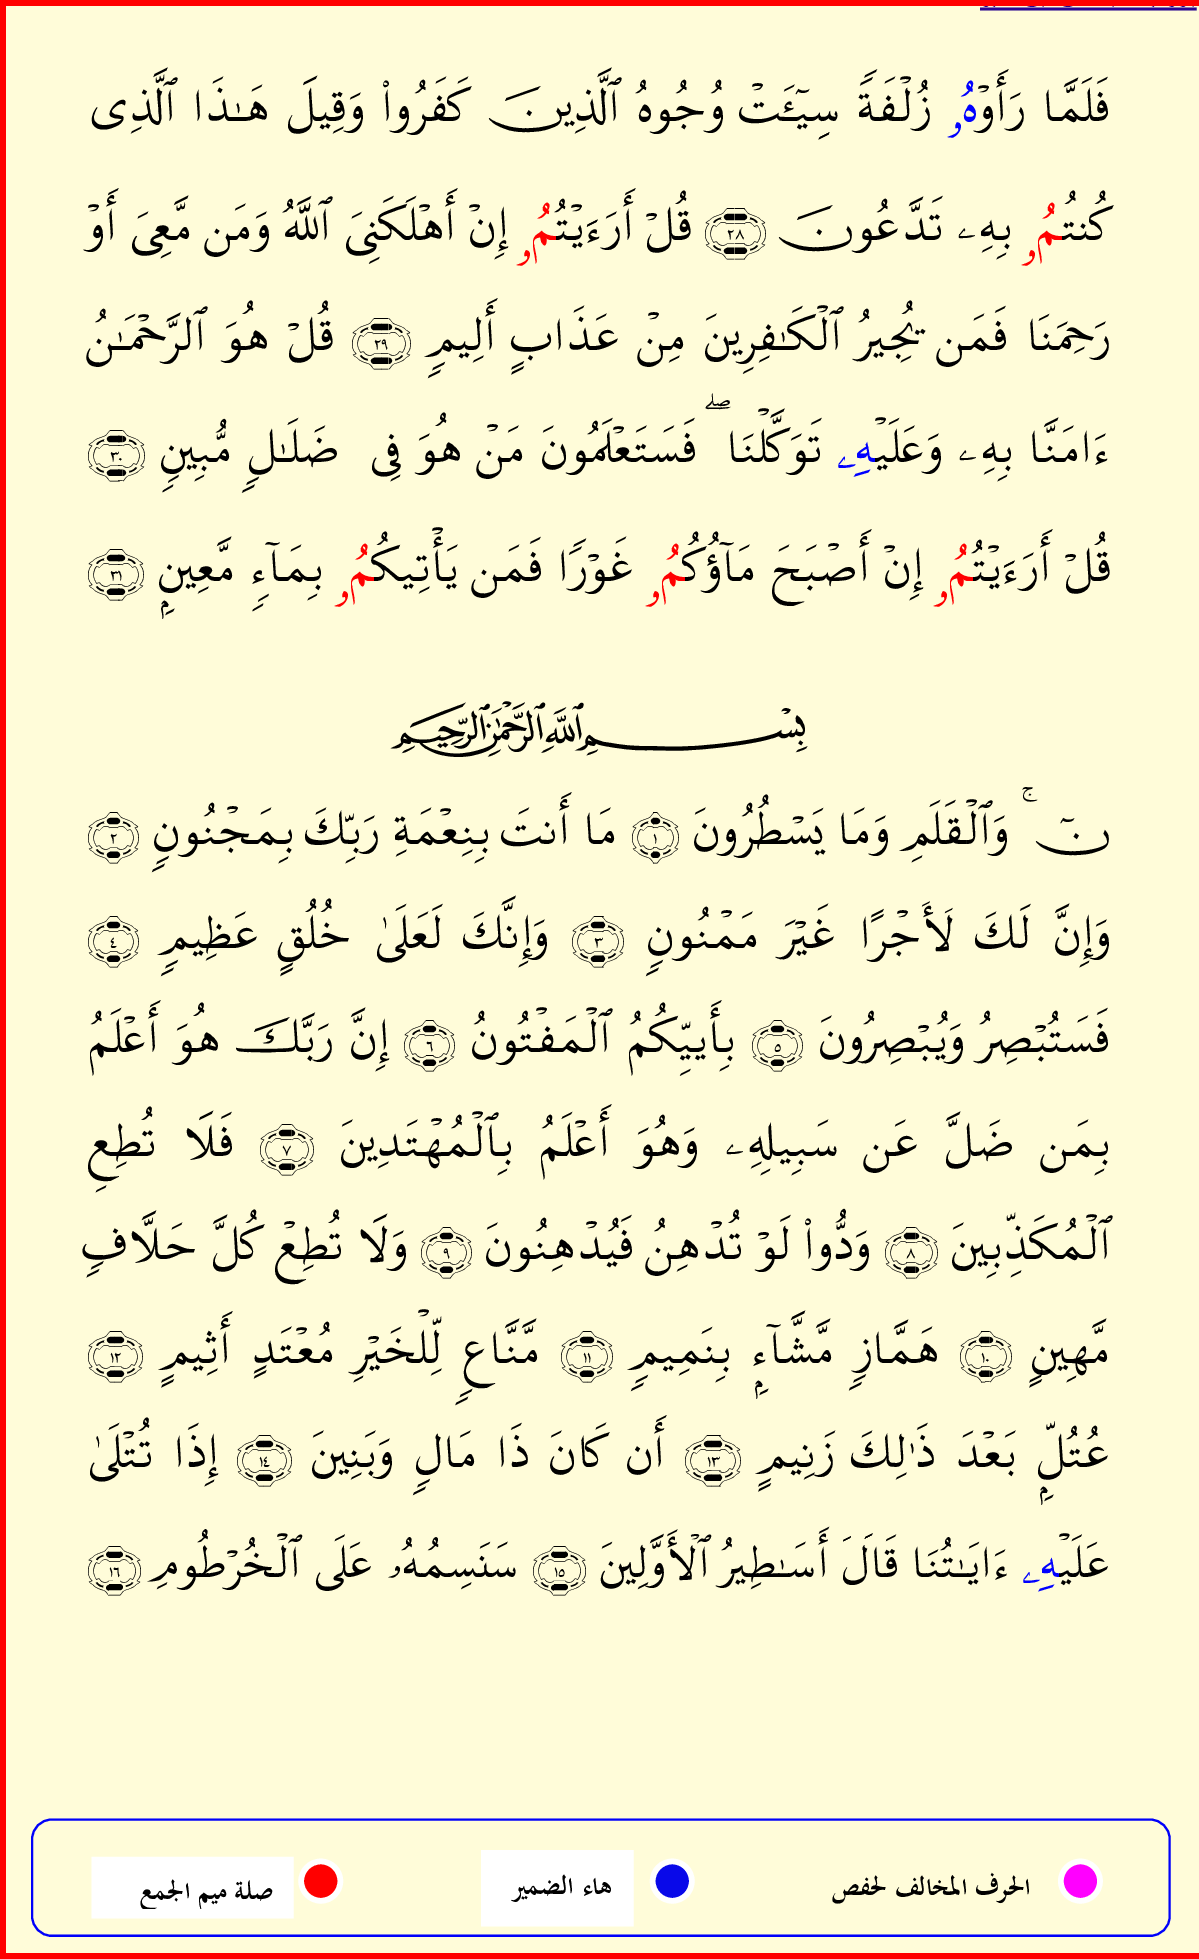 فَلَمَّا رَأَوۡهُۥ زُلۡفَةٗ سِيٓـَٔتۡ وُجُوهُ ٱلَّذِينَ كَفَرُواْ وَقِيلَ هَٰذَا ٱلَّذِي
كُنتُمُۥ بِهِۦ تَدَّعُونَ ٢٨ قُلۡ أَرَءَيۡتُمُۥ إِنۡ أَهۡلَكَنِيَ ٱللَّهُ وَمَن مَّعِيَ أَوۡ
رَحِمَنَا فَمَن يُجِيرُ ٱلۡكَٰفِرِينَ مِنۡ عَذَابٍ أَلِيمٖ ٢٩ قُلۡ هُوَ ٱلرَّحۡمَٰنُ
ءَامَنَّا بِهِۦ وَعَلَيۡهِۦ تَوَكَّلۡنَاۖ فَسَتَعۡلَمُونَ مَنۡ هُوَ فِي ضَلَٰلٖ مُّبِينٖ ٣٠
قُلۡ أَرَءَيۡتُمُۥ إِنۡ أَصۡبَحَ مَآؤُكُمُۥ غَوۡرٗا فَمَن يَأۡتِيكُمُۥ بِمَآءٖ مَّعِينِۭ ٣١
بِسۡمِ ٱللَّهِ ٱلرَّحۡمَٰنِ ٱلرَّحِيمِ
نٓۚ وَٱلۡقَلَمِ وَمَا يَسۡطُرُونَ ١ مَا أَنتَ بِنِعۡمَةِ رَبِّكَ بِمَجۡنُونٖ ٢
وَإِنَّ لَكَ لَأَجۡرًا غَيۡرَ مَمۡنُونٖ ٣ وَإِنَّكَ لَعَلَىٰ خُلُقٍ عَظِيمٖ ٤
فَسَتُبۡصِرُ وَيُبۡصِرُونَ ٥ بِأَييِّكُمُ ٱلۡمَفۡتُونُ ٦ إِنَّ رَبَّكَ هُوَ أَعۡلَمُ
بِمَن ضَلَّ عَن سَبِيلِهِۦ وَهُوَ أَعۡلَمُ بِٱلۡمُهۡتَدِينَ ٧ فَلَا تُطِعِ
ٱلۡمُكَذِّبِينَ ٨ وَدُّواْ لَوۡ تُدۡهِنُ فَيُدۡهِنُونَ ٩ وَلَا تُطِعۡ كُلَّ حَلَّافٖ
مَّهِينٍ ١٠ هَمَّازٖ مَّشَّآءِۭ بِنَمِيمٖ ١١ مَّنَّاعٖ لِّلۡخَيۡرِ مُعۡتَدٍ أَثِيمٍ ١٢
عُتُلِّۭ بَعۡدَ ذَٰلِكَ زَنِيمٍ ١٣ أَن كَانَ ذَا مَالٖ وَبَنِينَ ١٤ إِذَا تُتۡلَىٰ
عَلَيۡهِۦ ءَايَٰتُنَا قَالَ أَسَٰطِيرُ ٱلۡأَوَّلِينَ ١٥ سَنَسِمُهُۥ عَلَى ٱلۡخُرۡطُومِ ١٦
الحرف المخالف لحفص هاء الضمير صلة ميم الجمع